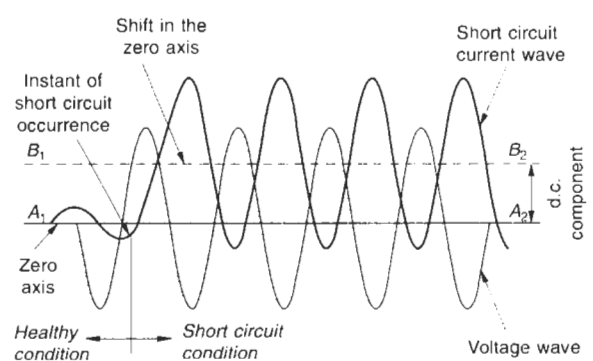 Shift in the
zero axis
Short circuit
current wave
Instant of
short circuit
occurrence
B1
B2
A1
A2
d.c.
component
Zero
axis
Healthy
condition
Short circuit
condition
Voltage wave